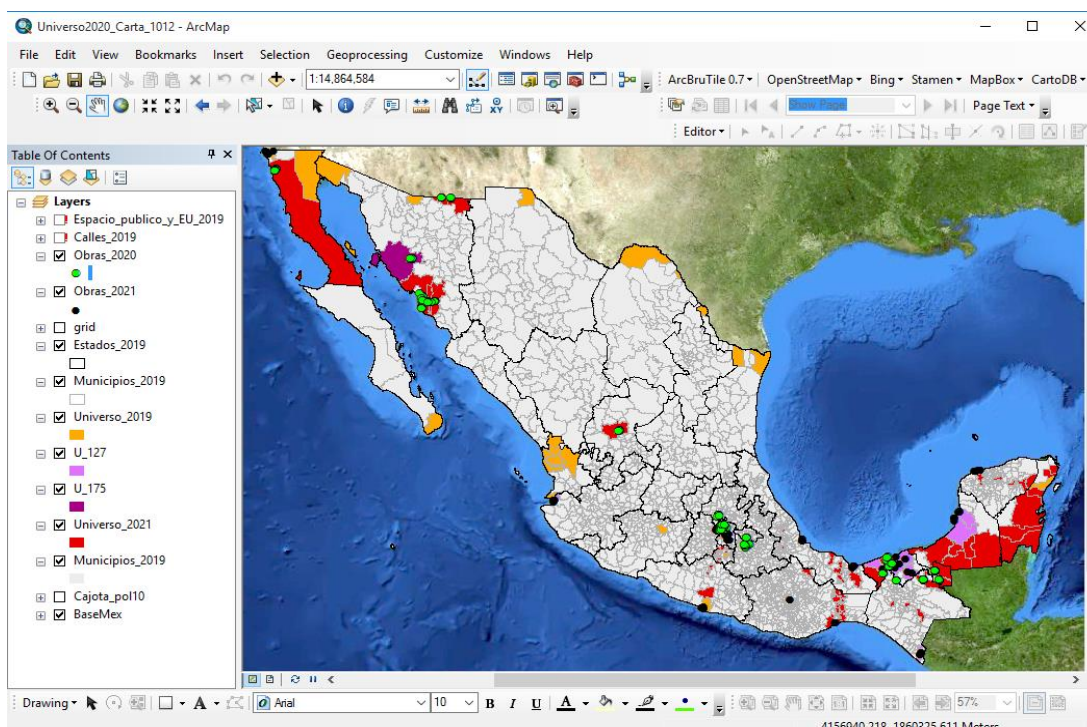 Universo2020_Carta_1012 - ArcMap
File Edit View Bookmarks Insert Selection Geoprocessing Customize Windows Help
1:14,864,584 ArcBruTile 0.7 OpenStreetMap Bing Stamen MapBox CartoDB
XY Show Page Page Text
Editor
Table Of Contents
Layers
Espacio_publico_y_EU_2019
Calles_2019
Obras_2020
Obras_2021
grid
Estados_2019
Municipios_2019
Universo_2019
U_127
U_175
Universo_2021
Municipios_2019
Cajota_pol10
BaseMex
Drawing A Arial 10 B I U A 57%
4156940.218 1860325.611 Meters